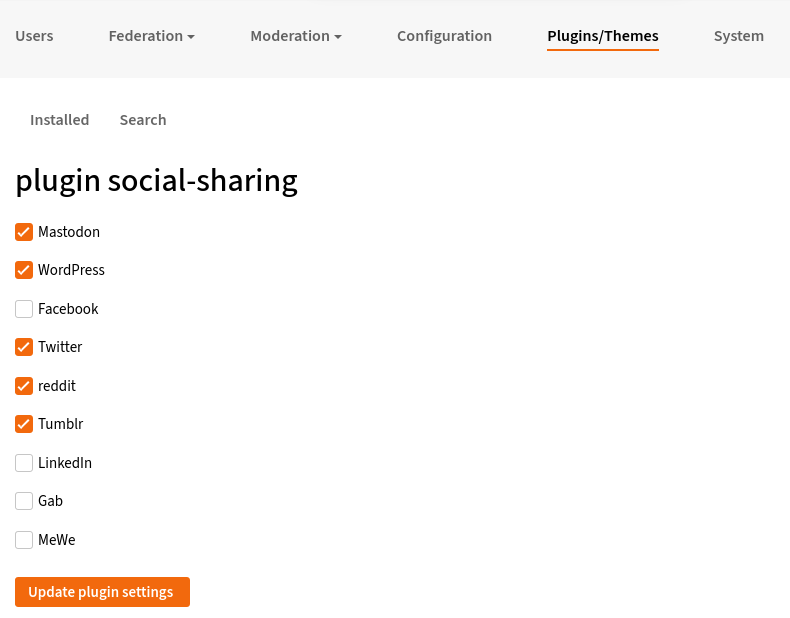 Users Federation Moderation Configuration Plugins/Themes System
Installed Search
plugin social-sharing
Mastodon
WordPress
Facebook
Twitter
reddit
Tumblr
LinkedIn
Gab
MeWe
Update plugin settings